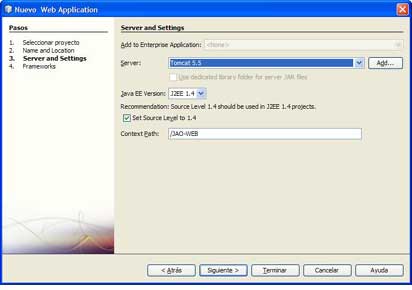 Nuevo Web Application
Pasos
1. Seleccionar proyecto
2. Name and Location
3. Server and Settings
4. Frameworks
Server and Settings
Add to Enterprise Application: <None>
Server: Tomcat 5.5 Add...
Use dedicated library folder for server JAR files
Java EE Version: J2EE 1.4
Recommendation: Source Level 1.4 should be used in J2EE 1.4 projects.
Set Source Level to 1.4
Context Path: /JAO-WEB
< Atrás Siguiente > Terminar Cancelar Ayuda